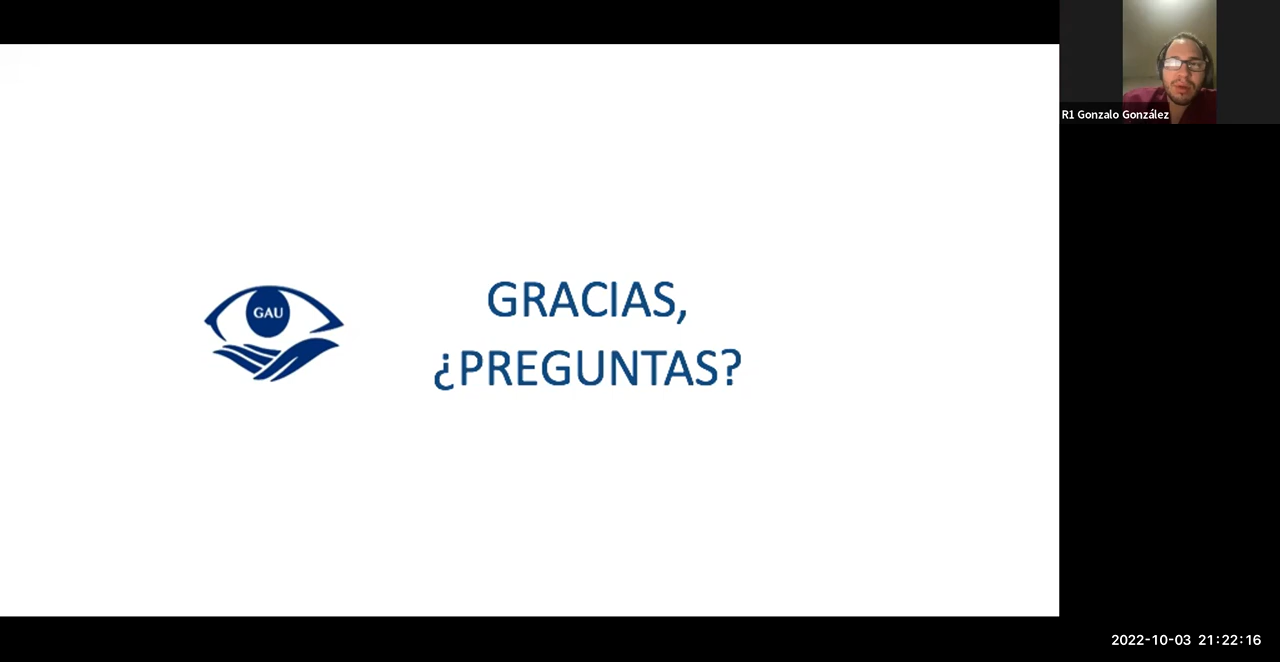 R1 Gonzalo González
GAU
GRACIAS,
¿PREGUNTAS?
2022-10-03 21:22:16